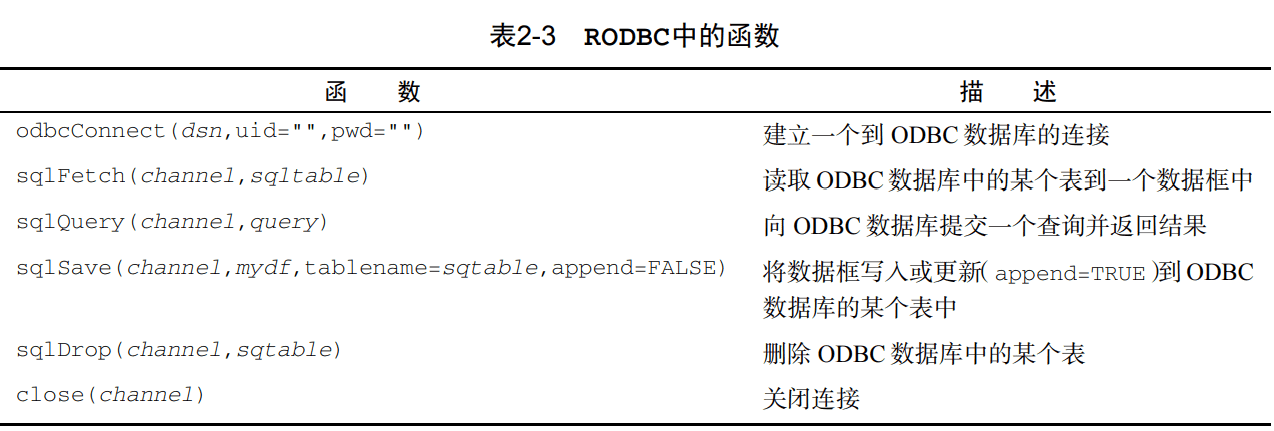 表2-3 RODBC中的函数
函 数 描 述
odbcConnect(dsn,uid="",pwd="") 建立一个到 ODBC 数据库的连接
sqlFetch(channel,sqltable) 读取 ODBC 数据库中的某个表到一个数据框中
sqlQuery(channel,query) 向 ODBC 数据库提交一个查询并返回结果
sqlSave(channel,mydf,tablename=sqtable,append=FALSE) 将数据框写入或更新(append=TRUE)到 ODBC
数据库的某个表中
sqlDrop(channel,sqtable) 删除 ODBC 数据库中的某个表
close(channel) 关闭连接